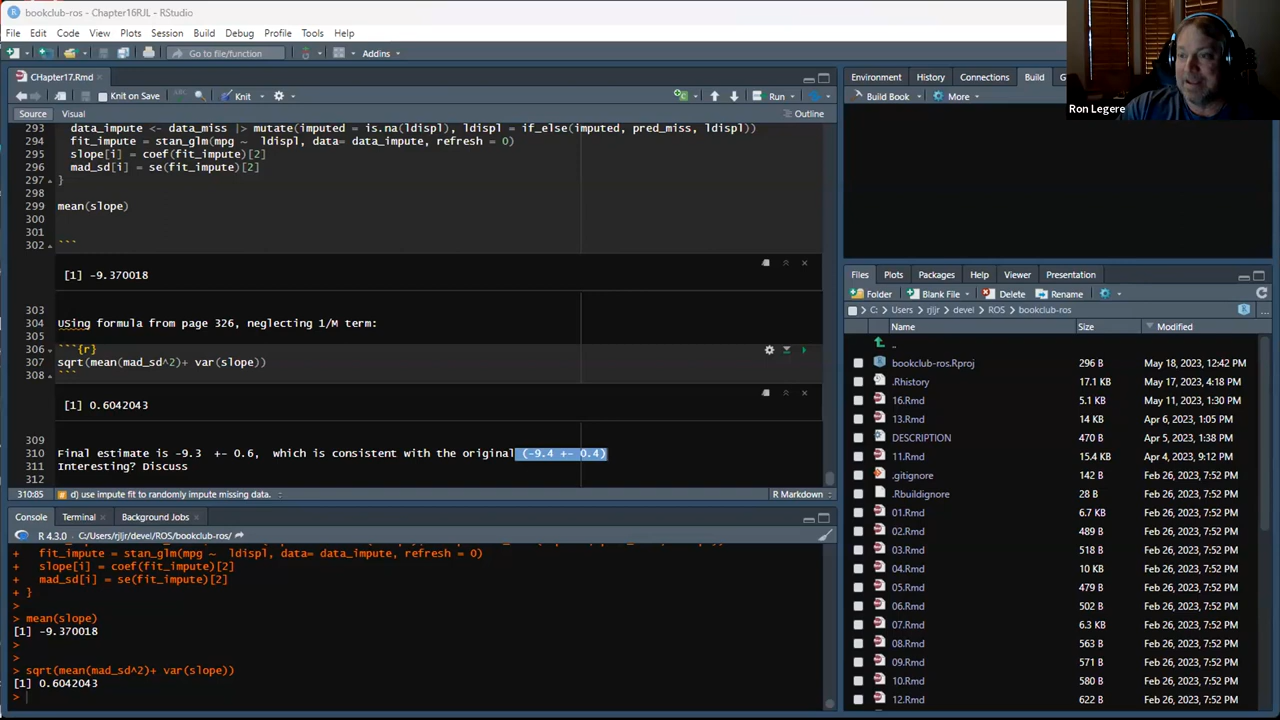 bookclub-ros - Chapter16RJL - RStudio
File Edit Code View Plots Session Build Debug Profile Tools Help
Go to file/function
Addins
CHapter17.Rmd
Knit on Save
Knit
Run
Source Visual
Outline
293 data_impute <- data_miss |> mutate(imputed = is.na(ldispl), ldispl = if_else(imputed, pred_miss, ldispl))
294 fit_impute = stan_glm(mpg ~ ldispl, data= data_impute, refresh = 0)
295 slope[i] = coef(fit_impute)[2]
296 mad_sd[i] = se(fit_impute)[2]
297 }
298
299 mean(slope)
300
301
302 ```
[1] -9.370018
303
304 Using formula from page 326, neglecting 1/M term:
305
306 ```{r}
307 sqrt(mean(mad_sd^2)+ var(slope))
308 ```
[1] 0.6042043
309
310 Final estimate is -9.3 +- 0.6, which is consistent with the original (-9.4 +- 0.4)
311 Interesting? Discuss
312
310:85 d) use impute fit to randomly impute missing data.
R Markdown
Console Terminal Background Jobs
R 4.3.0 · C:/Users/rjljr/devel/ROS/bookclub-ros/
+ fit_impute = stan_glm(mpg ~ ldispl, data= data_impute, refresh = 0)
+ slope[i] = coef(fit_impute)[2]
+ mad_sd[i] = se(fit_impute)[2]
+ }
>
> mean(slope)
[1] -9.370018
>
>
> sqrt(mean(mad_sd^2)+ var(slope))
[1] 0.6042043
>
Ron Legere
Environment History Connections Build
Build Book More
Files Plots Packages Help Viewer Presentation
Folder Blank File Delete Rename
C: Users rjljr devel ROS bookclub-ros
Name Size Modified
..
bookclub-ros.Rproj 296 B May 18, 2023, 12:42 PM
.Rhistory 17.1 KB May 17, 2023, 4:18 PM
16.Rmd 5.1 KB May 11, 2023, 1:30 PM
13.Rmd 14 KB Apr 6, 2023, 1:05 PM
DESCRIPTION 470 B Apr 5, 2023, 1:38 PM
11.Rmd 15.4 KB Apr 4, 2023, 9:12 PM
.gitignore 142 B Feb 26, 2023, 7:52 PM
.Rbuildignore 28 B Feb 26, 2023, 7:52 PM
01.Rmd 6.7 KB Feb 26, 2023, 7:52 PM
02.Rmd 489 B Feb 26, 2023, 7:52 PM
03.Rmd 518 B Feb 26, 2023, 7:52 PM
04.Rmd 10 KB Feb 26, 2023, 7:52 PM
05.Rmd 479 B Feb 26, 2023, 7:52 PM
06.Rmd 502 B Feb 26, 2023, 7:52 PM
07.Rmd 6.3 KB Feb 26, 2023, 7:52 PM
08.Rmd 563 B Feb 26, 2023, 7:52 PM
09.Rmd 571 B Feb 26, 2023, 7:52 PM
10.Rmd 580 B Feb 26, 2023, 7:52 PM
12.Rmd 622 B Feb 26, 2023, 7:52 PM